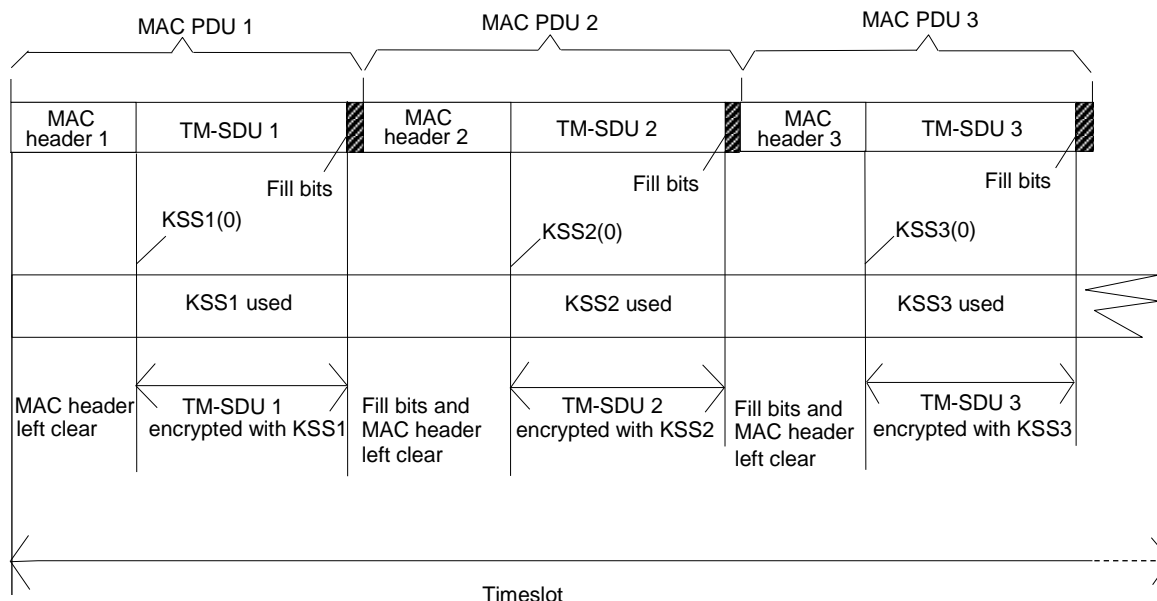 MAC PDU 1
MAC PDU 2
MAC PDU 3
MAC
header 1
TM-SDU 1
MAC
header 2
TM-SDU 2
MAC
header 3
TM-SDU 3
Fill bits
Fill bits
Fill bits
KSS1(0)
KSS2(0)
KSS3(0)
KSS1 used
KSS2 used
KSS3 used
MAC header
left clear
TM-SDU 1
encrypted with KSS1
Fill bits and
MAC header
left clear
TM-SDU 2
encrypted with KSS2
Fill bits and
MAC header
left clear
TM-SDU 3
encrypted with KSS3
Timeslot